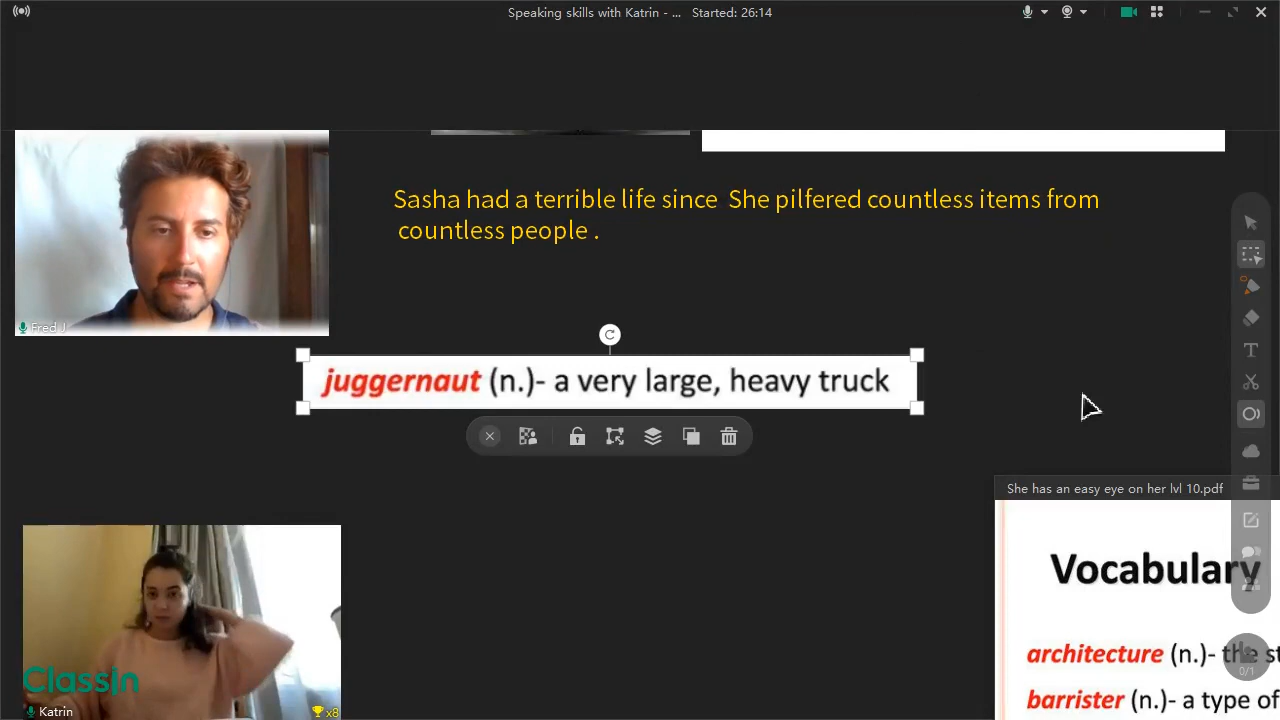 Speaking skills with Katrin - ... Started: 26:14
Sasha had a terrible life since She pilfered countless items from
countless people .
Fred J
juggernaut (n.)- a very large, heavy truck
She has an easy eye on her lvl 10.pdf
Vocabulary
architecture (n.)- the st
barrister (n.)- a type of
0/1
ClassIn
Katrin
x8